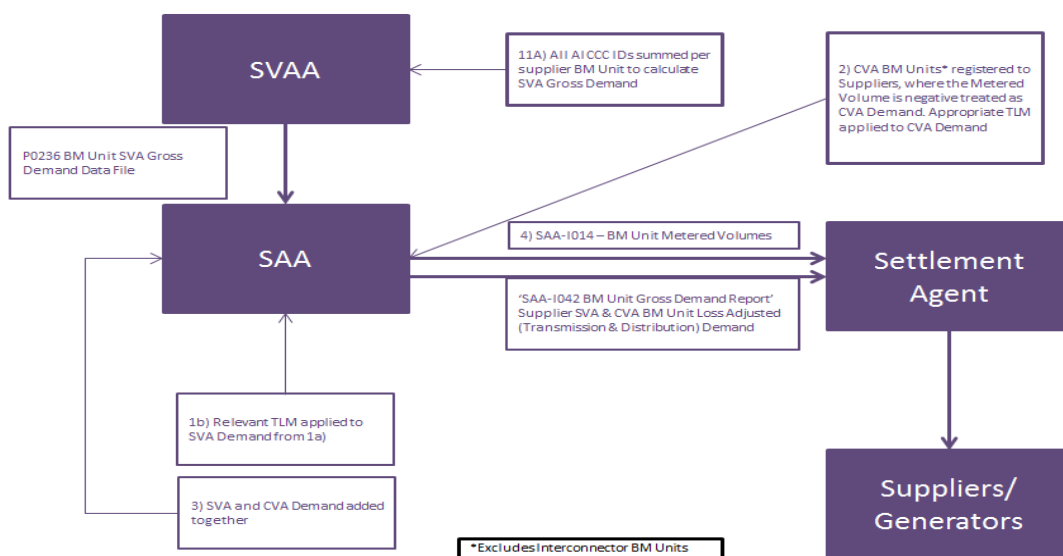 SVAA
11A) All AI CCC IDs summed per
supplier BM Unit to calculate
SVA Gross Demand
2) CVA BM Units* registered to
Suppliers, where the Metered
Volume is negative treated as
CVA Demand. Appropriate TLM
applied to CVA Demand
P0236 BM Unit SVA Gross
Demand Data File
SAA
4) SAA-I014 – BM Unit Metered Volumes
'SAA-I042 BM Unit Gross Demand Report'
Supplier SVA & CVA BM Unit Loss Adjusted
(Transmission & Distribution) Demand
Settlement
Agent
1b) Relevant TLM applied to
SVA Demand from 1a)
3) SVA and CVA Demand added
together
Suppliers/
Generators
*Excludes Interconnector BM Units